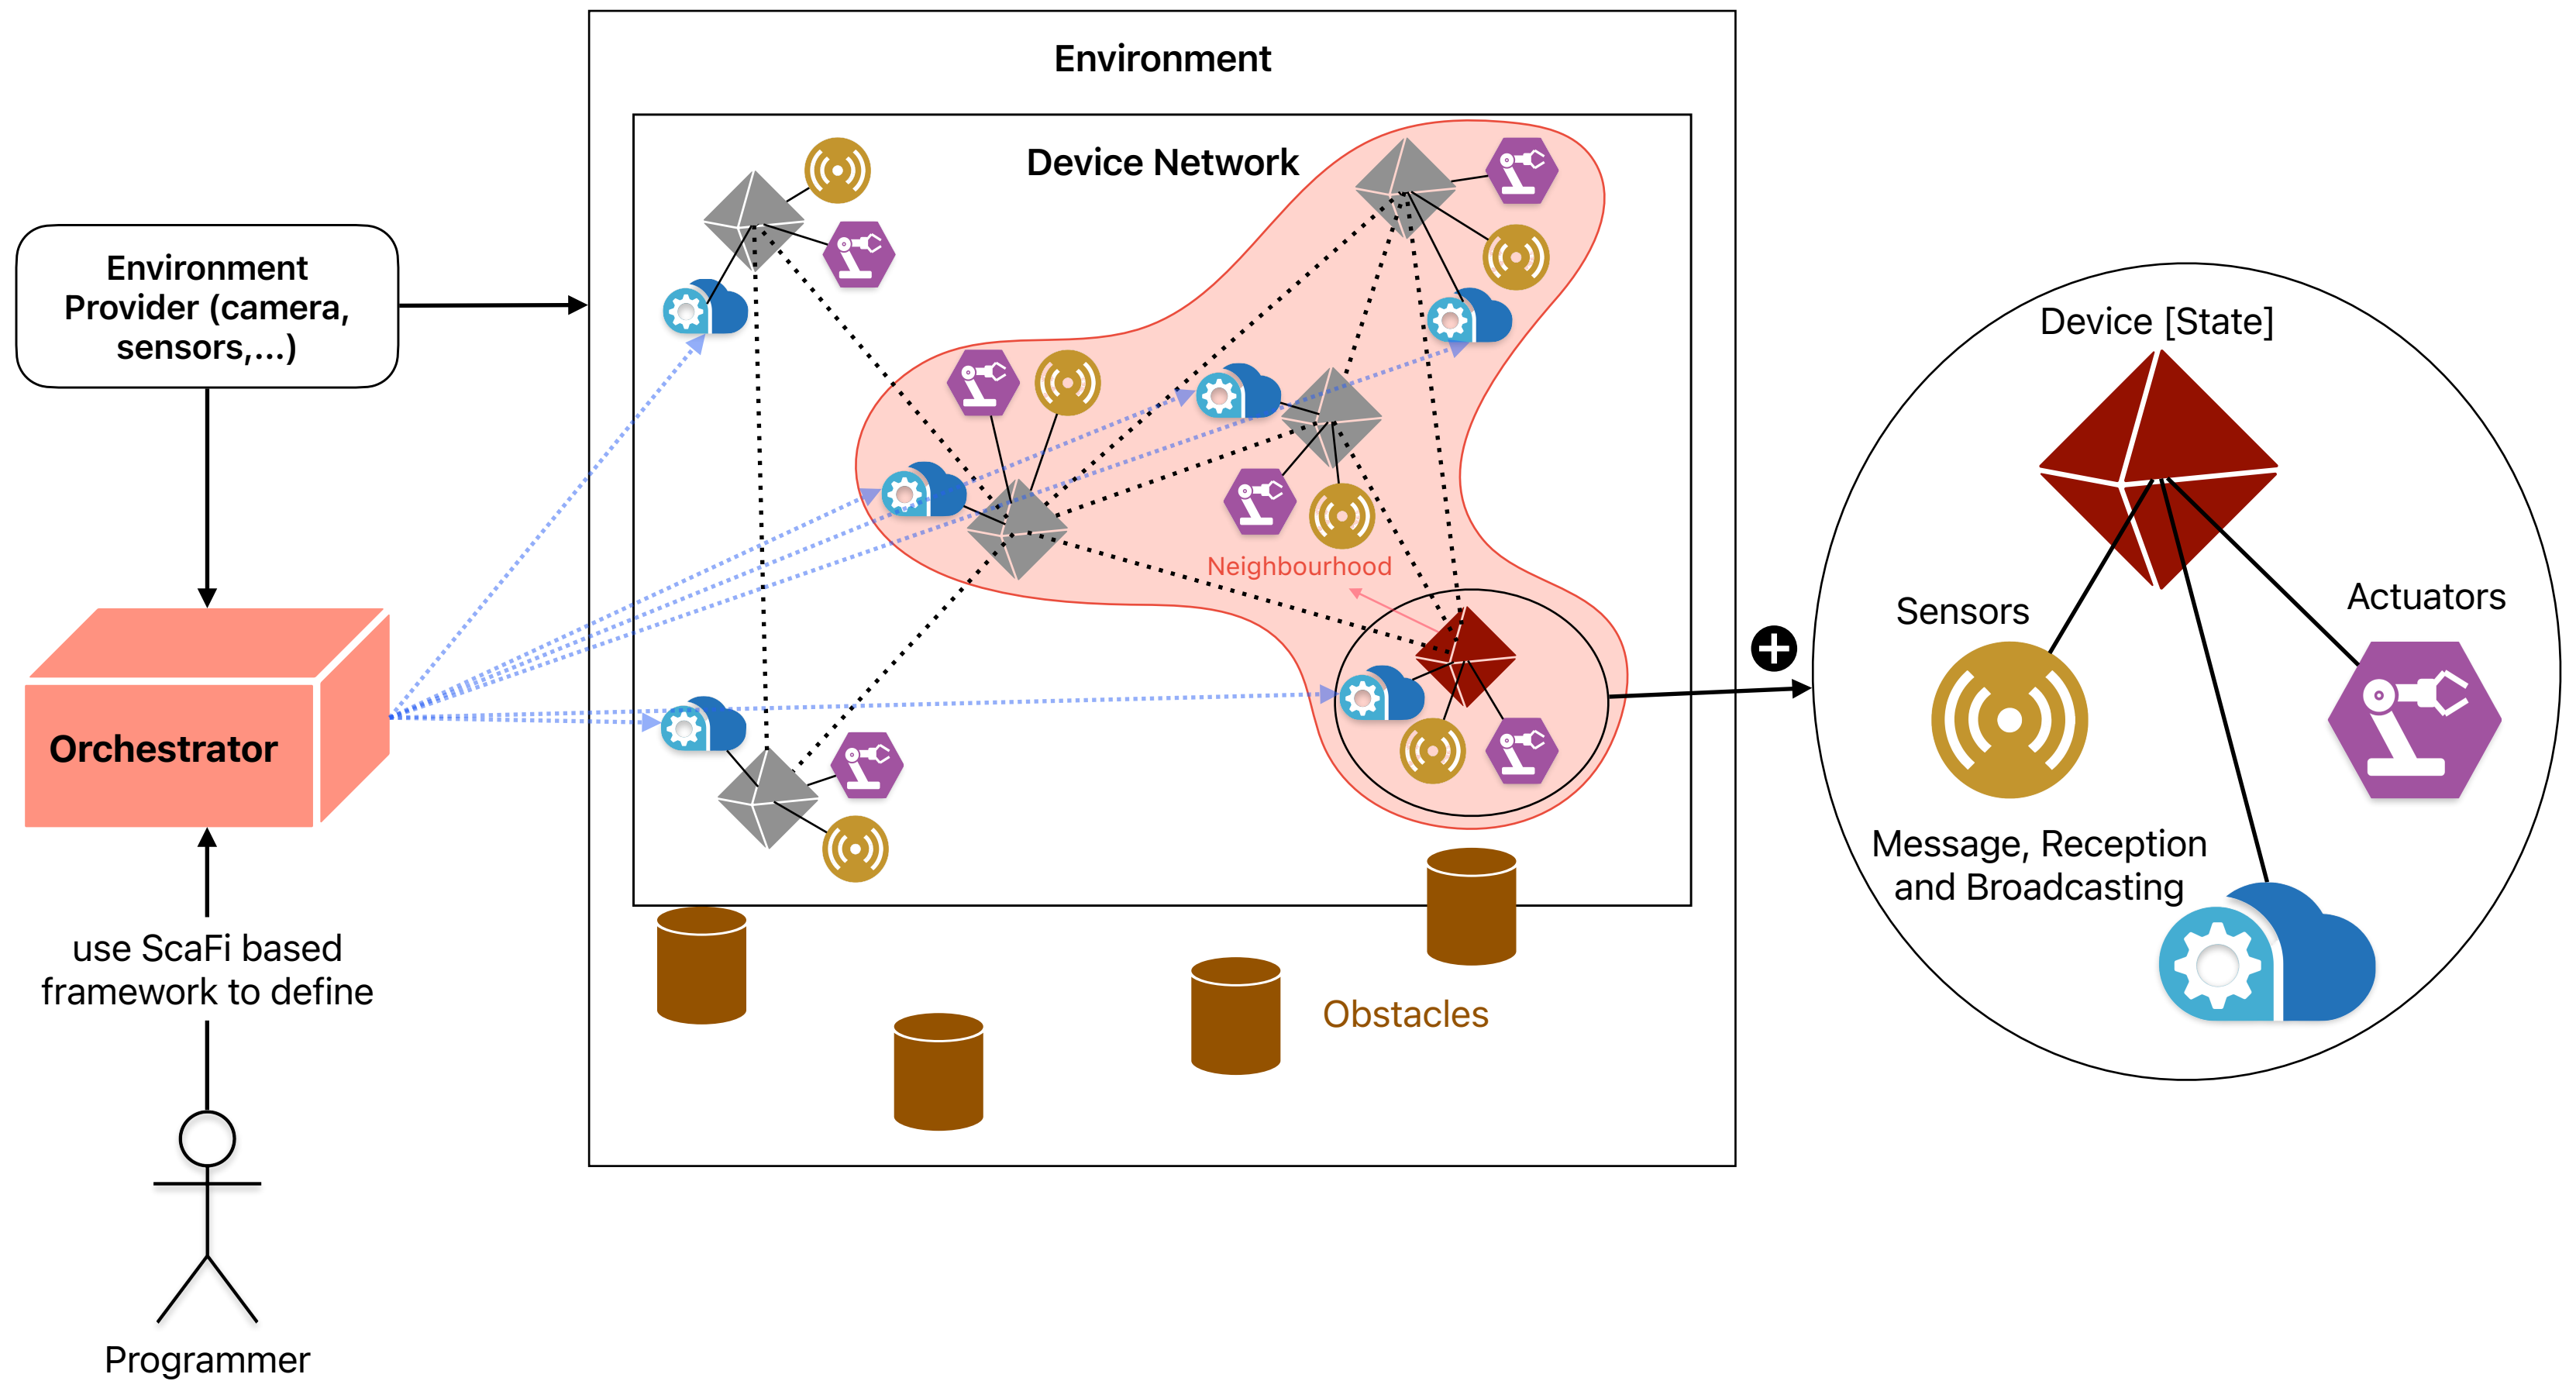 Environment
Device Network
Environment
Provider (camera,
sensors,...)
Neighbourhood
Orchestrator
use ScaFi based
framework to define
Programmer
Obstacles
Device [State]
Sensors
Actuators
Message, Reception
and Broadcasting